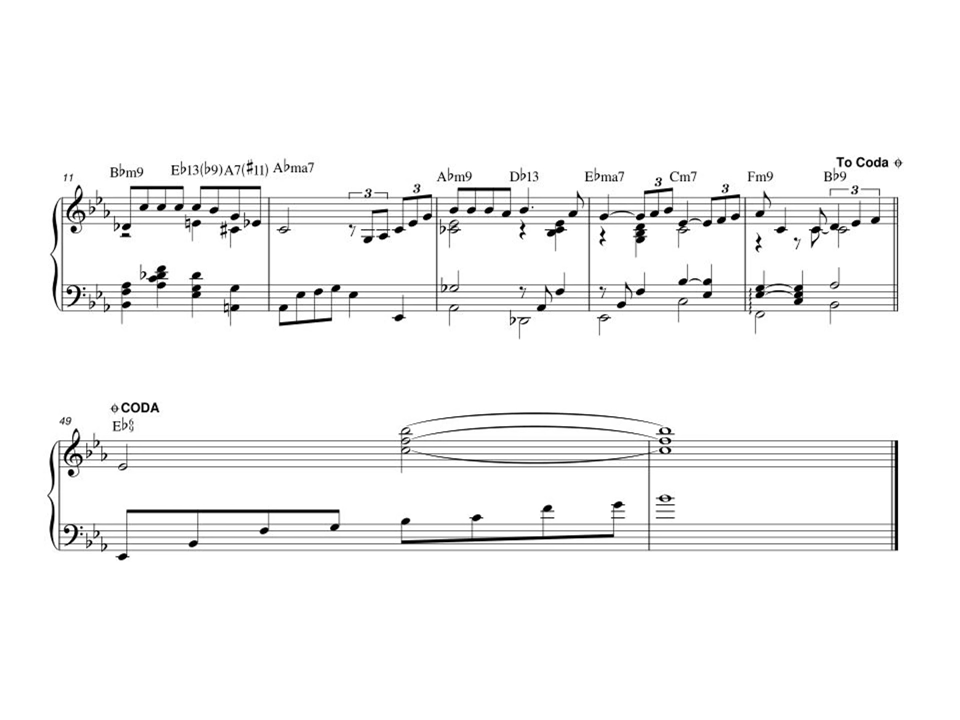 To Coda 𝄌
B♭m9 E♭13(♭9) A7(♯11) A♭ma7 A♭m9 D♭13 E♭ma7 Cm7 Fm9 B♭9
11
3 3 3 3 3
𝄌 CODA
49
E♭6/9